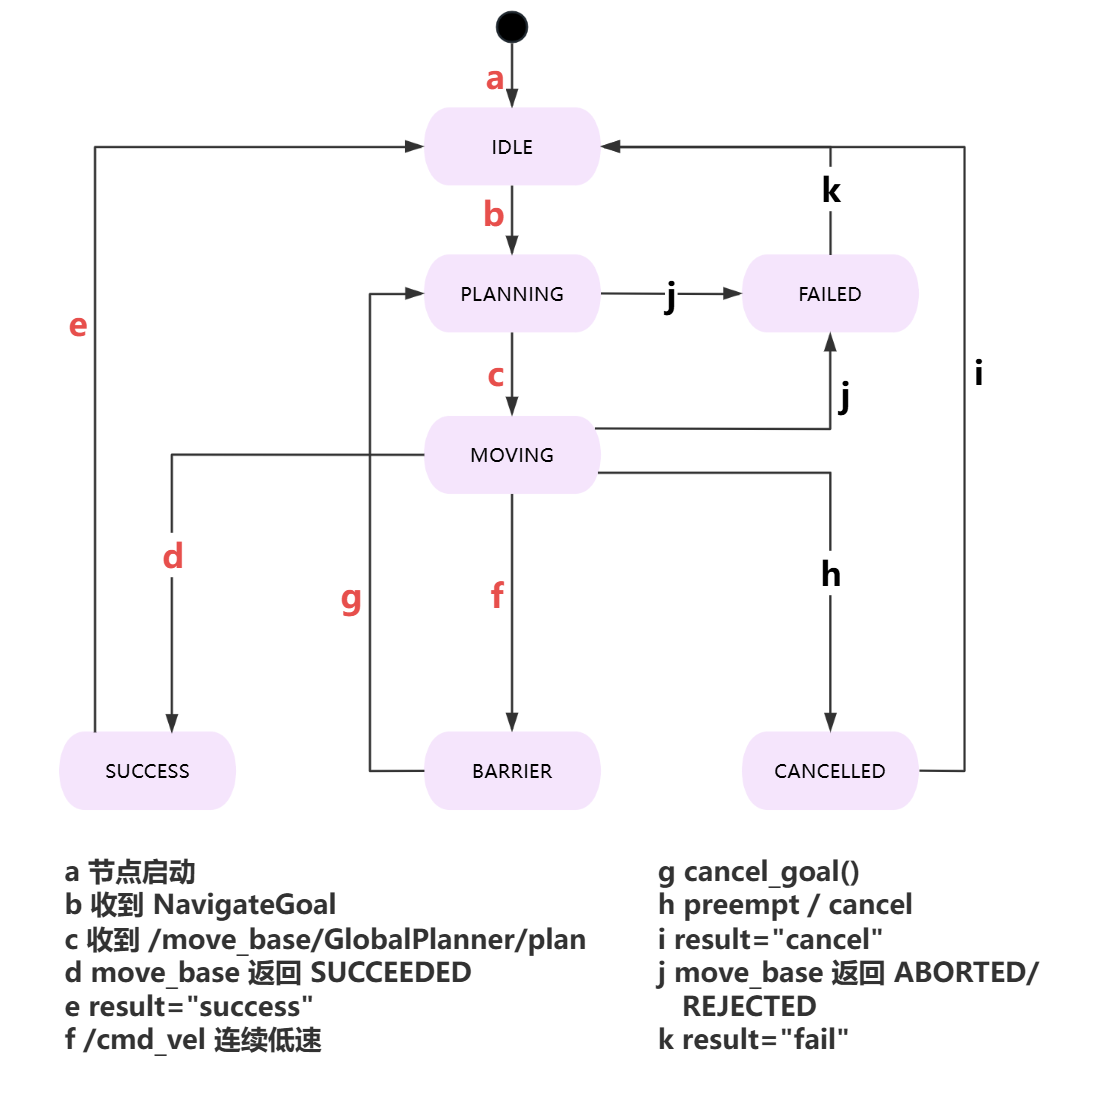 a
IDLE
k
b
e
PLANNING
j
FAILED
c
i
j
MOVING
d
g
f
h
SUCCESS
BARRIER
CANCELLED
a 节点启动
b 收到 NavigateGoal
c 收到 /move_base/GlobalPlanner/plan
d move_base 返回 SUCCEEDED
e result="success"
f /cmd_vel 连续低速
g cancel_goal()
h preempt / cancel
i result="cancel"
j move_base 返回 ABORTED/
REJECTED
k result="fail"